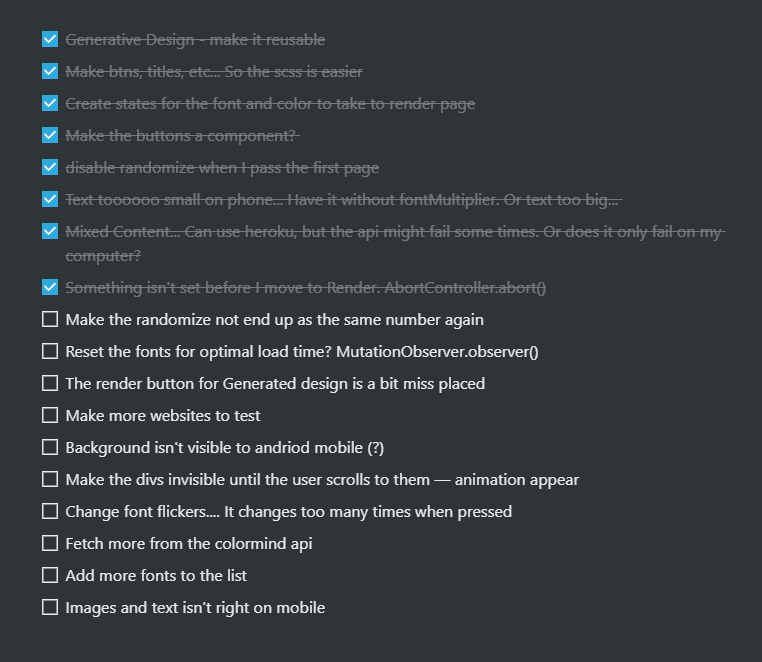 Generative Design - make it reusable
Make btns, titles, etc... So the scss is easier
Create states for the font and color to take to render page
Make the buttons a component?
disable randomize when I pass the first page
Text toooooo small on phone... Have it without fontMultiplier. Or text too big...
Mixed Content... Can use heroku, but the api might fail some times. Or does it only fail on my
computer?
Something isn't set before I move to Render. AbortController.abort()
Make the randomize not end up as the same number again
Reset the fonts for optimal load time? MutationObserver.observer()
The render button for Generated design is a bit miss placed
Make more websites to test
Background isn't visible to andriod mobile (?)
Make the divs invisible until the user scrolls to them — animation appear
Change font flickers.... It changes too many times when pressed
Fetch more from the colormind api
Add more fonts to the list
Images and text isn't right on mobile